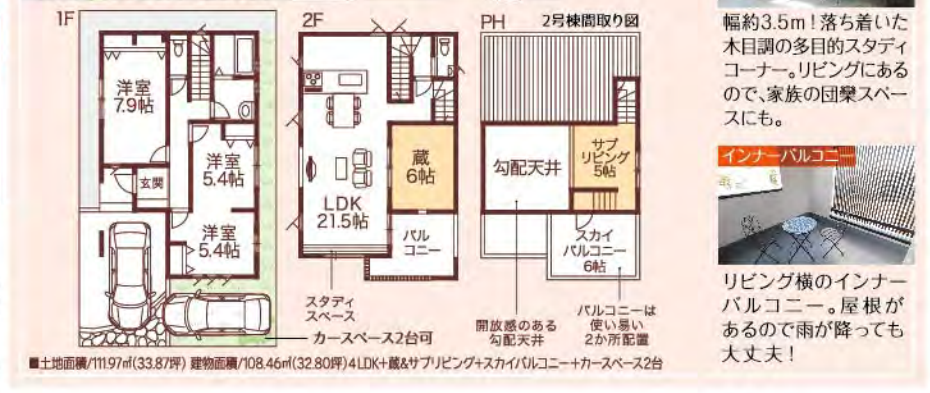 1F
2F
PH
2号棟間取り図
洋室
7.9帖
洋室
5.4帖
玄関
洋室
5.4帖
蔵
6帖
LDK
21.5帖
バル
コニー
スタディ
スペース
カースペース2台可
勾配天井
サブ
リビング
5帖
スカイ
バルコニー
6帖
開放感のある
勾配天井
バルコニーは
使い易い
2か所配置
■土地面積/111.97㎡(33.87坪) 建物面積/108.46㎡(32.80坪)4LDK+蔵&サブリビング+スカイバルコニー+カースペース2台
幅約3.5m!落ち着いた
木目調の多目的スタディ
コーナー。リビングにある
ので、家族の団欒スペー
スにも。
インナーバルコニー
リビング横のインナー
バルコニー。屋根が
あるので雨が降っても
大丈夫!